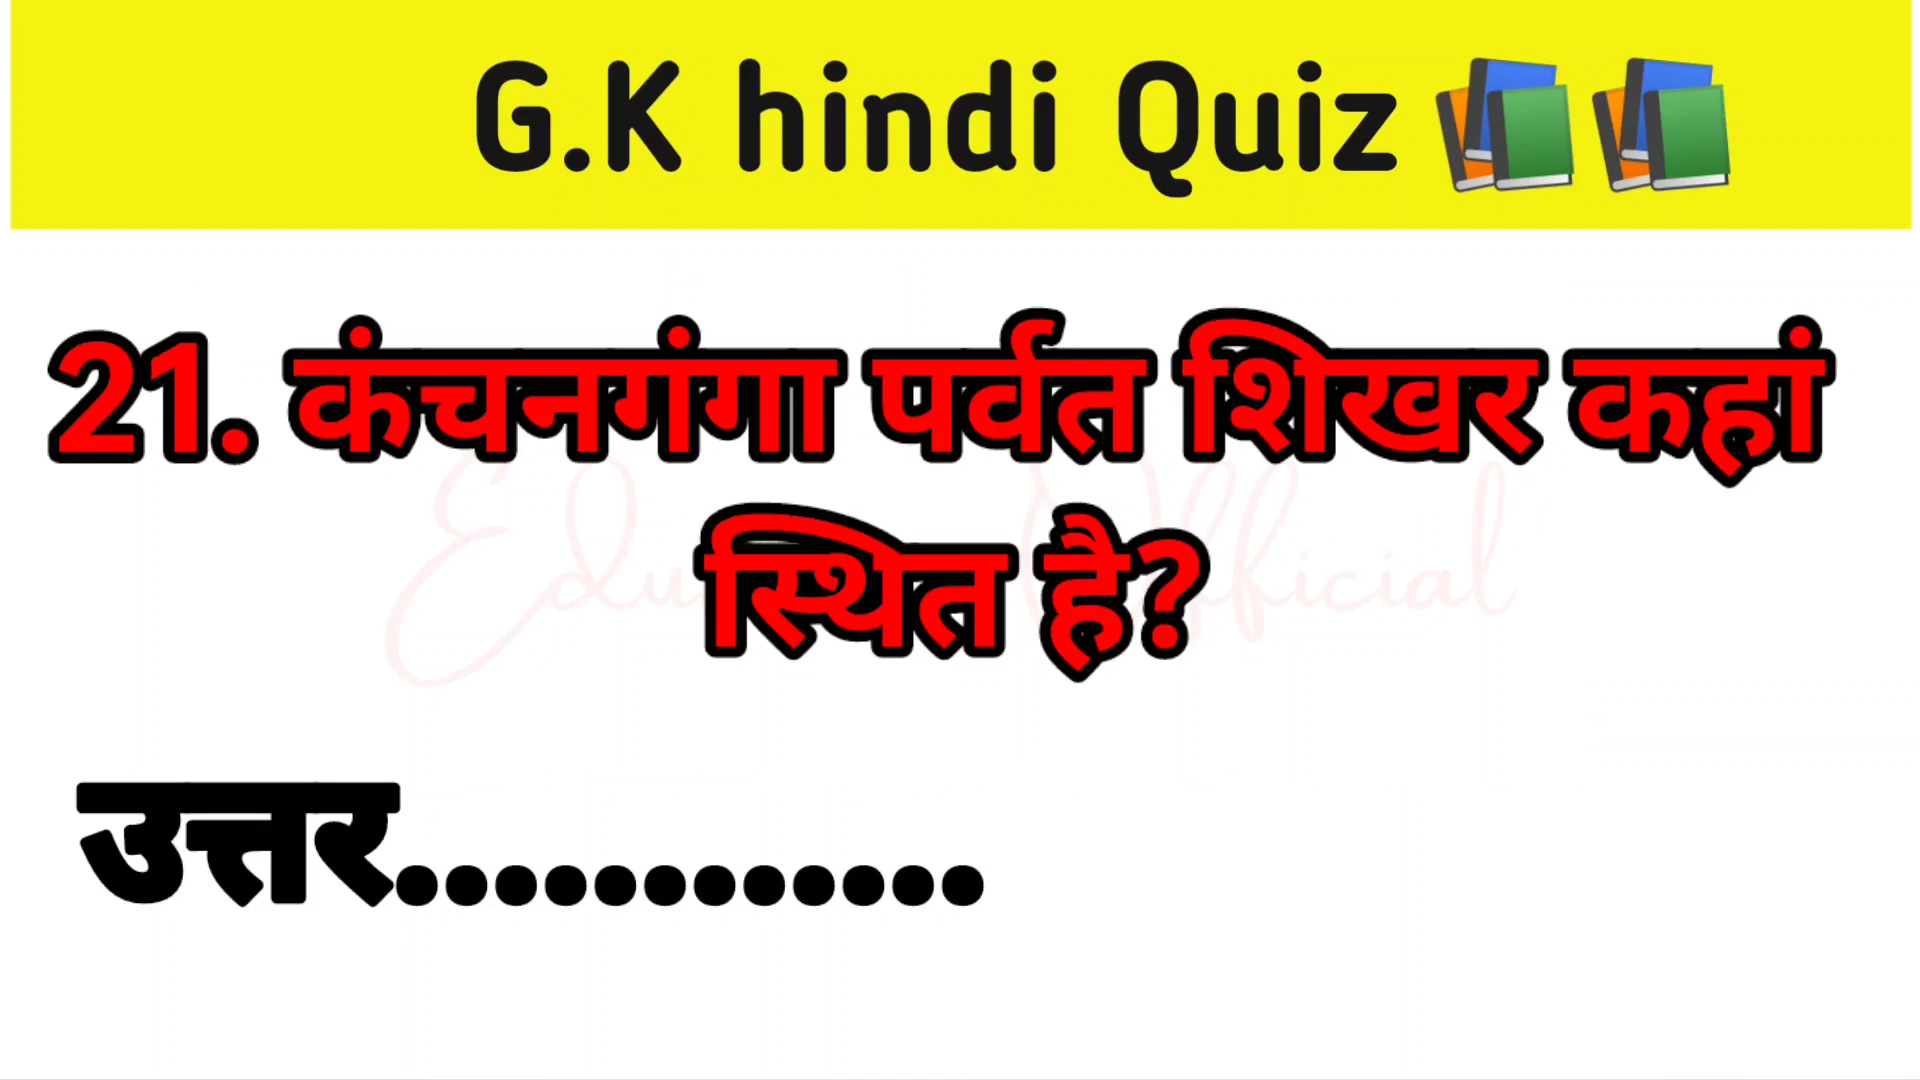 G.K hindi Quiz
21. कंचनगंगा पर्वत शिखर कहां
स्थित है?
उत्तर............